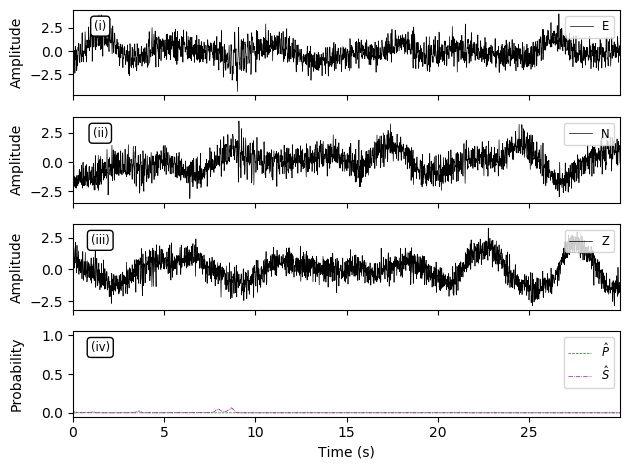 Amplitude
2.5
0.0
−2.5
(i)
E
Amplitude
2.5
0.0
−2.5
(ii)
N
Amplitude
2.5
0.0
−2.5
(iii)
Z
Probability
1.0
0.5
0.0
(iv)
P̂
Ŝ
0 5 10 15 20 25
Time (s)